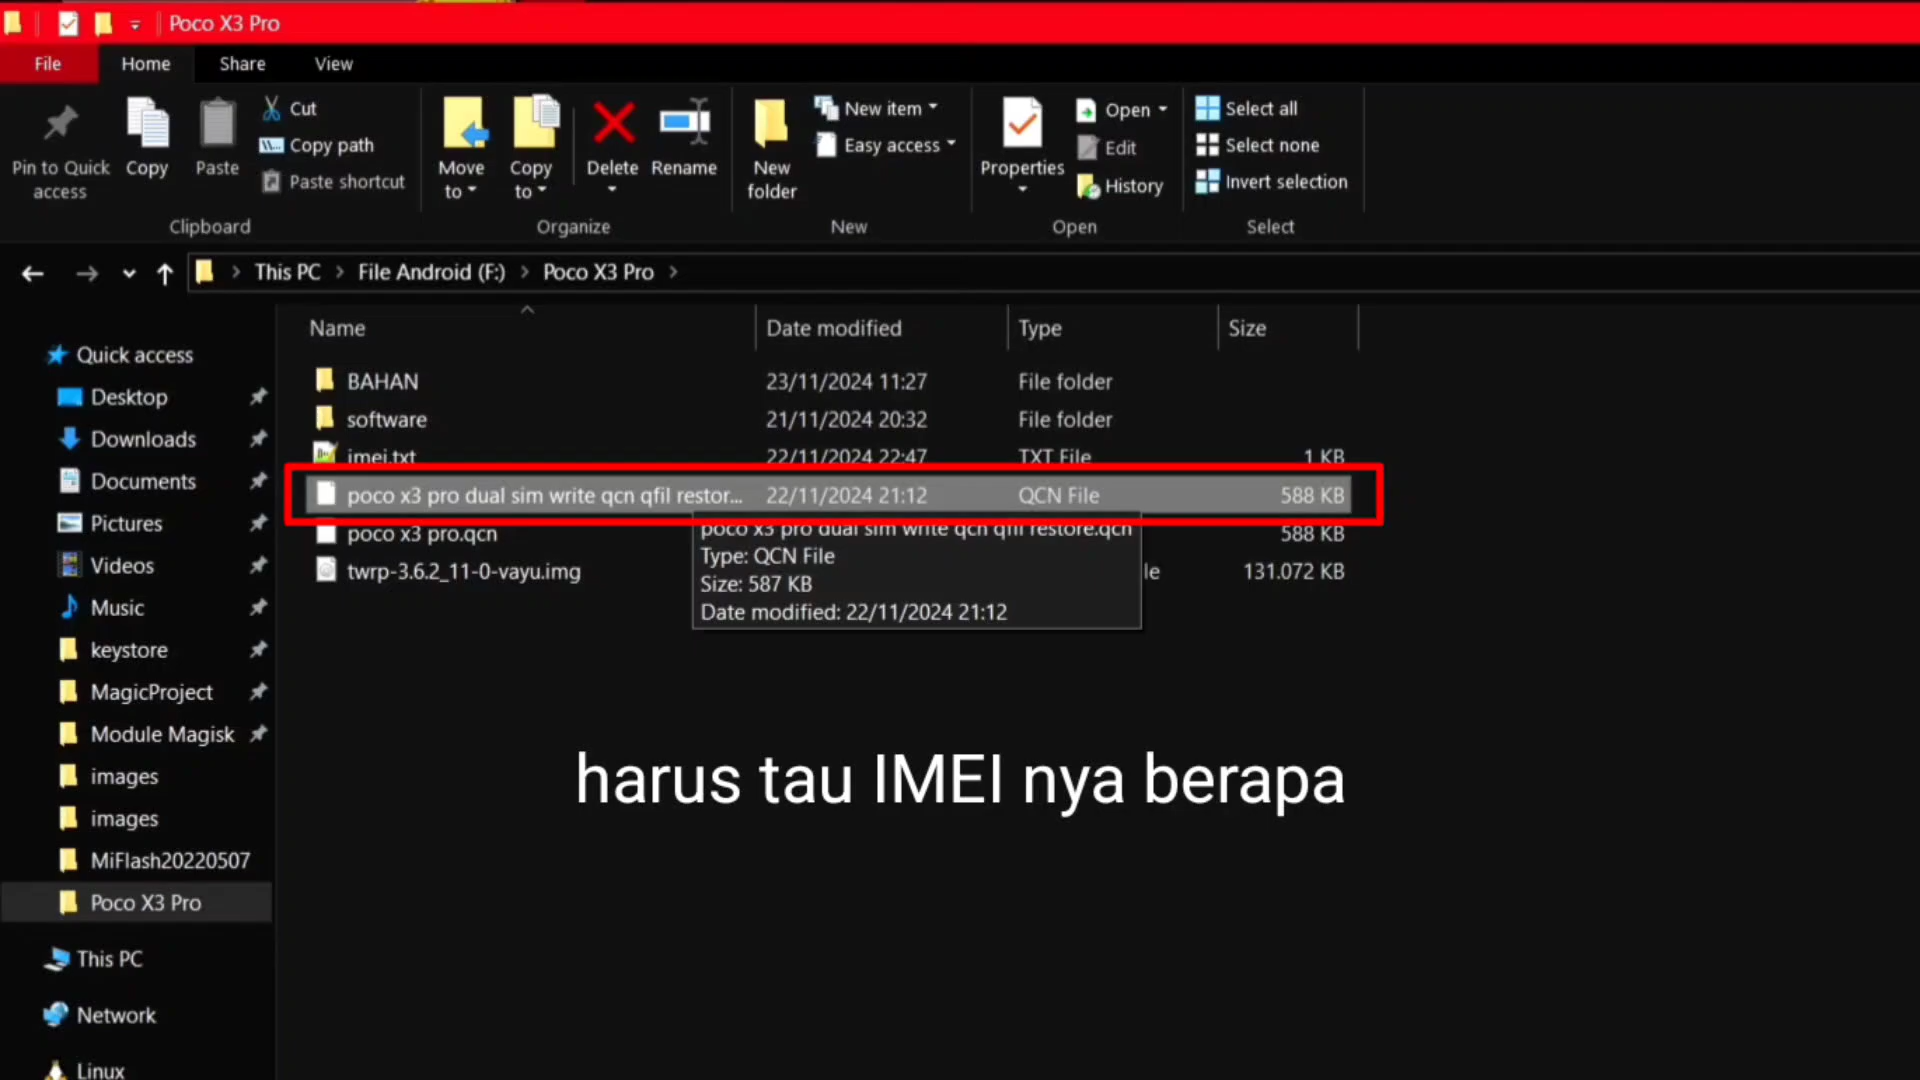 Poco X3 Pro
File Home Share View
Pin to Quick access
Copy
Paste
Cut
Copy path
Paste shortcut
Clipboard
Move to
Copy to
Delete
Rename
Organize
New folder
New item
Easy access
New
Properties
Open
Edit
History
Open
Select all
Select none
Invert selection
Select
This PC > File Android (F:) > Poco X3 Pro >
Name Date modified Type Size
BAHAN 23/11/2024 11:27 File folder
software 21/11/2024 20:32 File folder
imei.txt 22/11/2024 22:47 TXT File 1 KB
poco x3 pro dual sim write qcn qfil restor... 22/11/2024 21:12 QCN File 588 KB
poco x3 pro.qcn 588 KB
twrp-3.6.2_11-0-vayu.img le 131.072 KB
poco x3 pro dual sim write qcn qfil restore.qcn
Type: QCN File
Size: 587 KB
Date modified: 22/11/2024 21:12
Quick access
Desktop
Downloads
Documents
Pictures
Videos
Music
keystore
MagicProject
Module Magisk
images
images
MiFlash20220507
Poco X3 Pro
This PC
Network
Linux
harus tau IMEI nya berapa